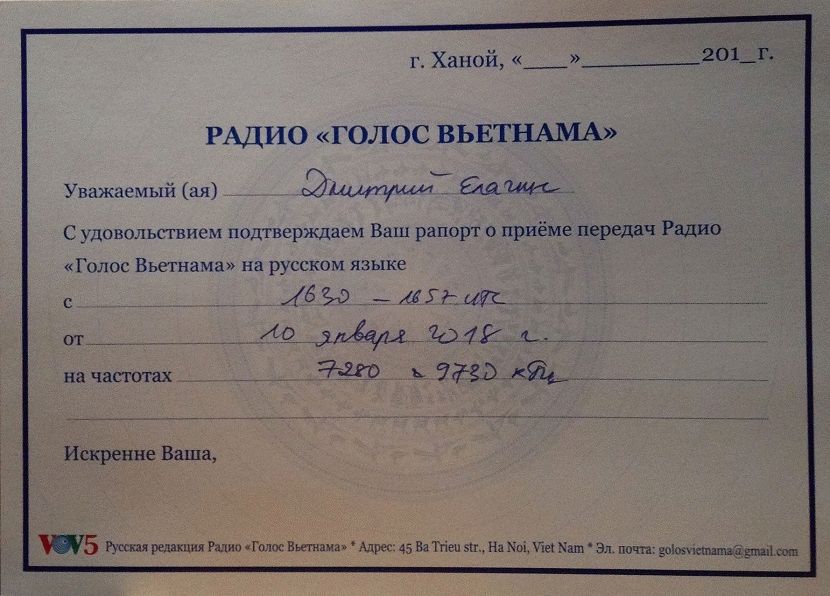 г. Ханой, «____»__________201_г.
РАДИО «ГОЛОС ВЬЕТНАМА»
Уважаемый (ая) Дмитрий Елагин
С удовольствием подтверждаем Ваш рапорт о приёме передач Радио
«Голос Вьетнама» на русском языке
с 1630 – 1657 UTC
от 10 января 2018 г.
на частотах 7280 и 9730 кГц
Искренне Ваша,
VOV5 Русская редакция Радио «Голос Вьетнама» * Адрес: 45 Ba Trieu str., Ha Noi, Viet Nam * Эл. почта: golosvietnama@gmail.com